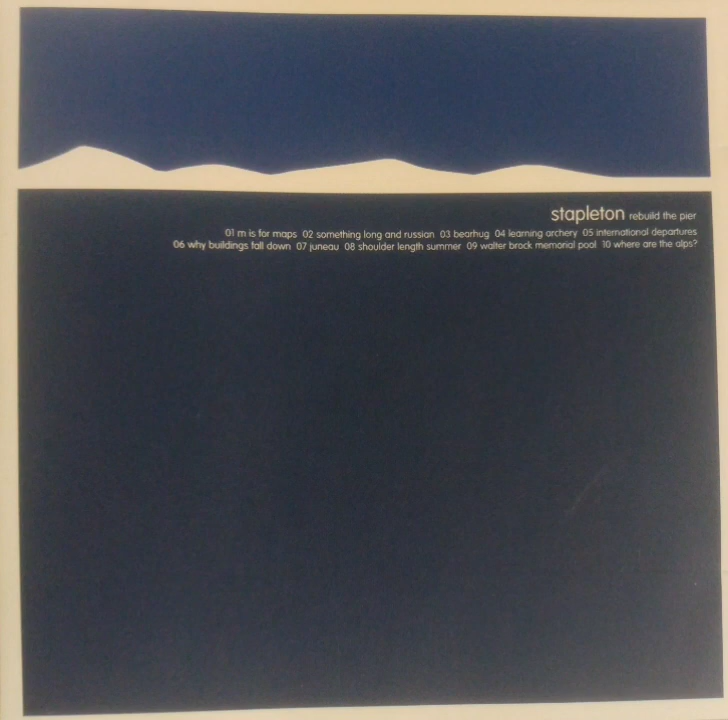 stapleton rebuild the pier
01 m is for maps 02 something long and russian 03 bearhug 04 learning archery 05 international departures
06 why buildings fall down 07 juneau 08 shoulder length summer 09 walter brock memorial pool 10 where are the alps?